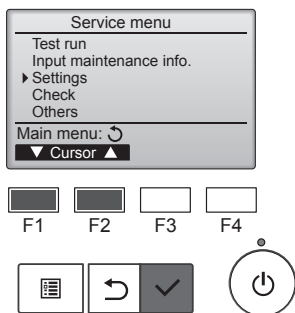 Service menu
Test run
Input maintenance info.
Settings
Check
Others
Main menu:
Cursor
F1 F2 F3 F4